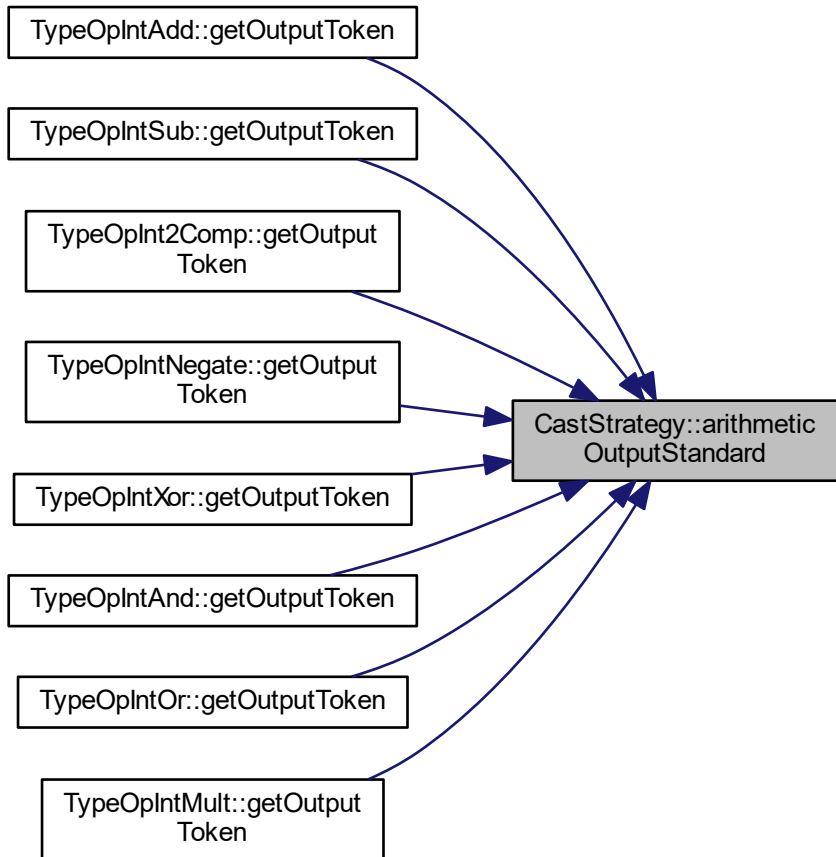 TypeOpIntAdd::getOutputToken
TypeOpIntSub::getOutputToken
TypeOpInt2Comp::getOutput
Token
TypeOpIntNegate::getOutput
Token
CastStrategy::arithmetic
OutputStandard
TypeOpIntXor::getOutputToken
TypeOpIntAnd::getOutputToken
TypeOpIntOr::getOutputToken
TypeOpIntMult::getOutput
Token